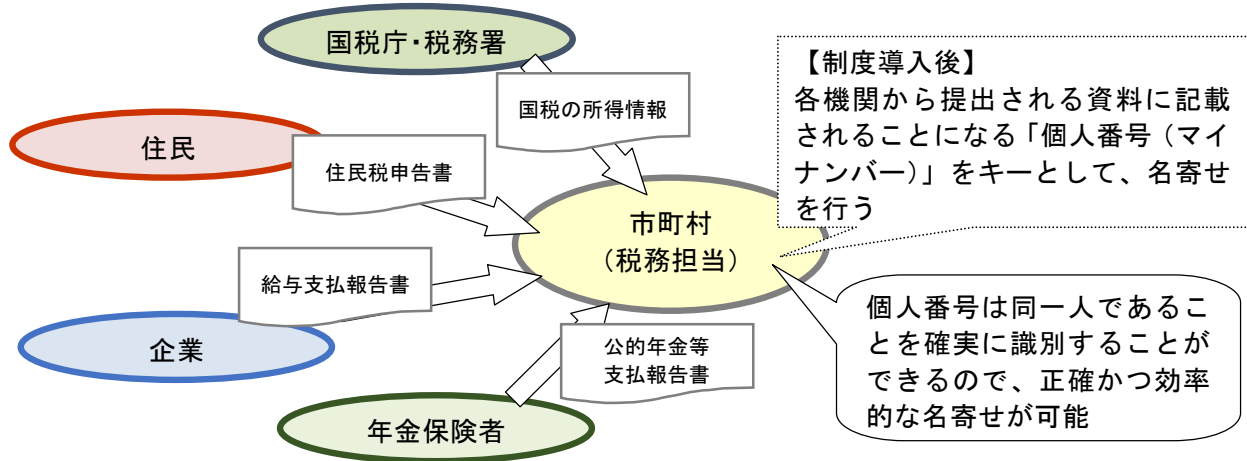 国税庁・税務署
国税の所得情報
住民
住民税申告書
給与支払報告書
企業
公的年金等
支払報告書
年金保険者
市町村
（税務担当）
【制度導入後】
各機関から提出される資料に記載
されることになる「個人番号（マイ
ナンバー）」をキーとして、名寄せ
を行う
個人番号は同一人であるこ
とを確実に識別することが
できるので、正確かつ効率
的な名寄せが可能